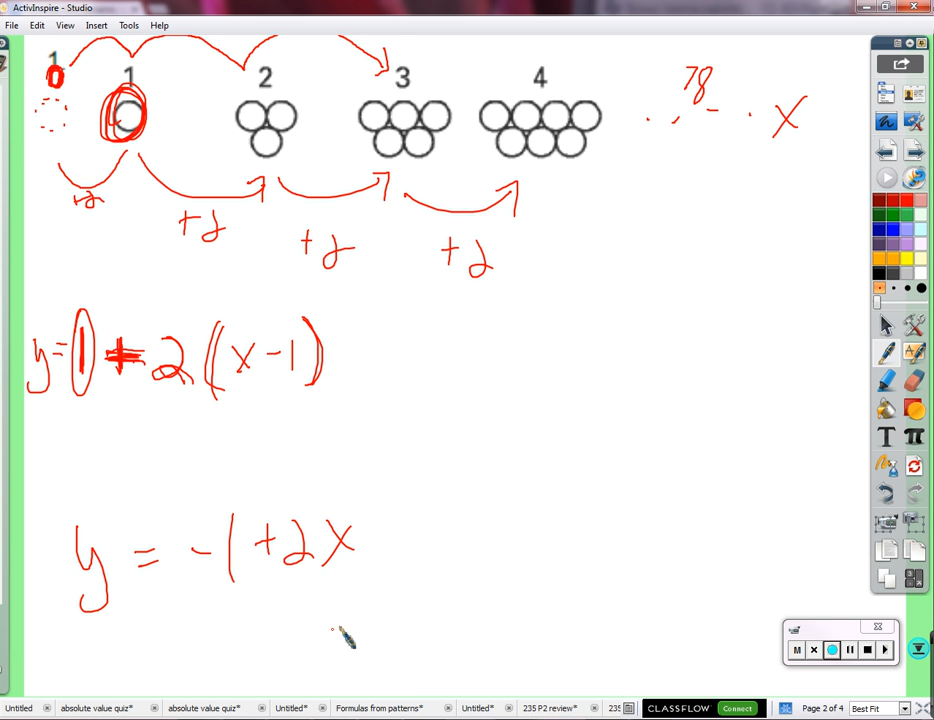 ActivInspire - Studio
File Edit View Insert Tools Help
1 0 1 2 3 4 78 x
+2 +2 +2 +2
y = 1 + 2 (x - 1)
y = -1 + 2x
M
Untitled absolute value quiz* absolute value quiz* Untitled* Formulas from patterns* Untitled* 235 P2 review* 235 CLASSFLOW Connect Page 2 of 4 Best Fit